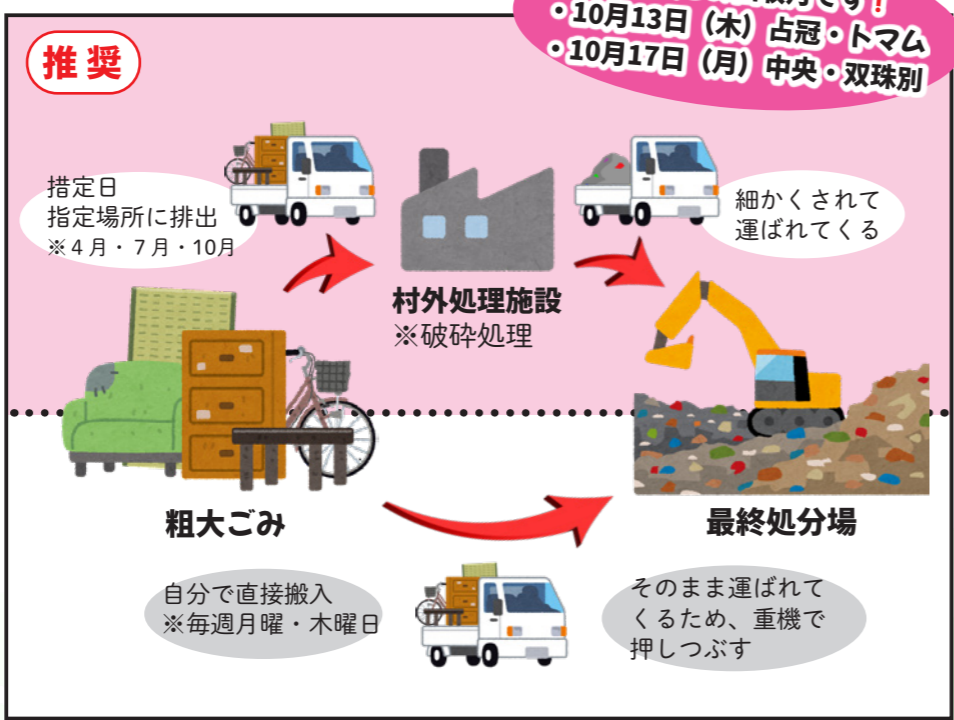 月です！
・10月13日（木）占冠・トマム
・10月17日（月）中央・双珠別
推奨
措定日
指定場所に排出
※４月・７月・10月
細かくされて
運ばれてくる
村外処理施設
※破砕処理
粗大ごみ
最終処分場
自分で直接搬入
※毎週月曜・木曜日
そのまま運ばれて
くるため、重機で
押しつぶす